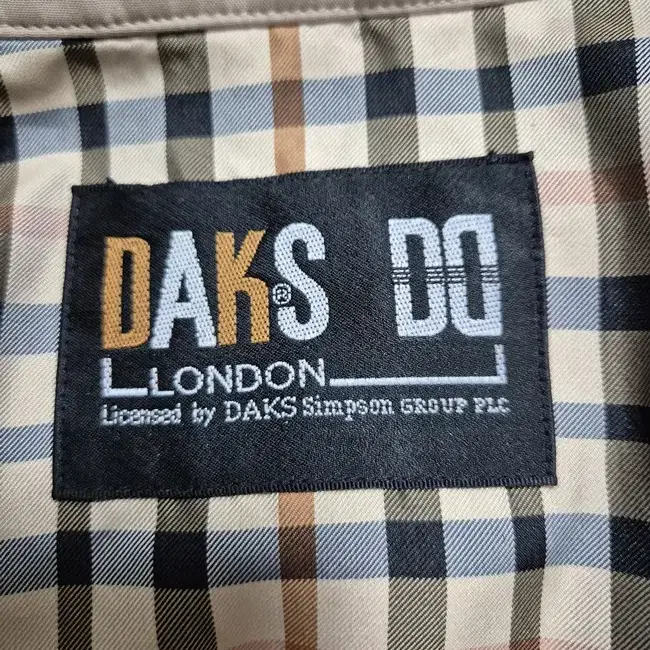 DAKS® DD
LONDON
Licensed by DAKS Simpson GROUP PLC